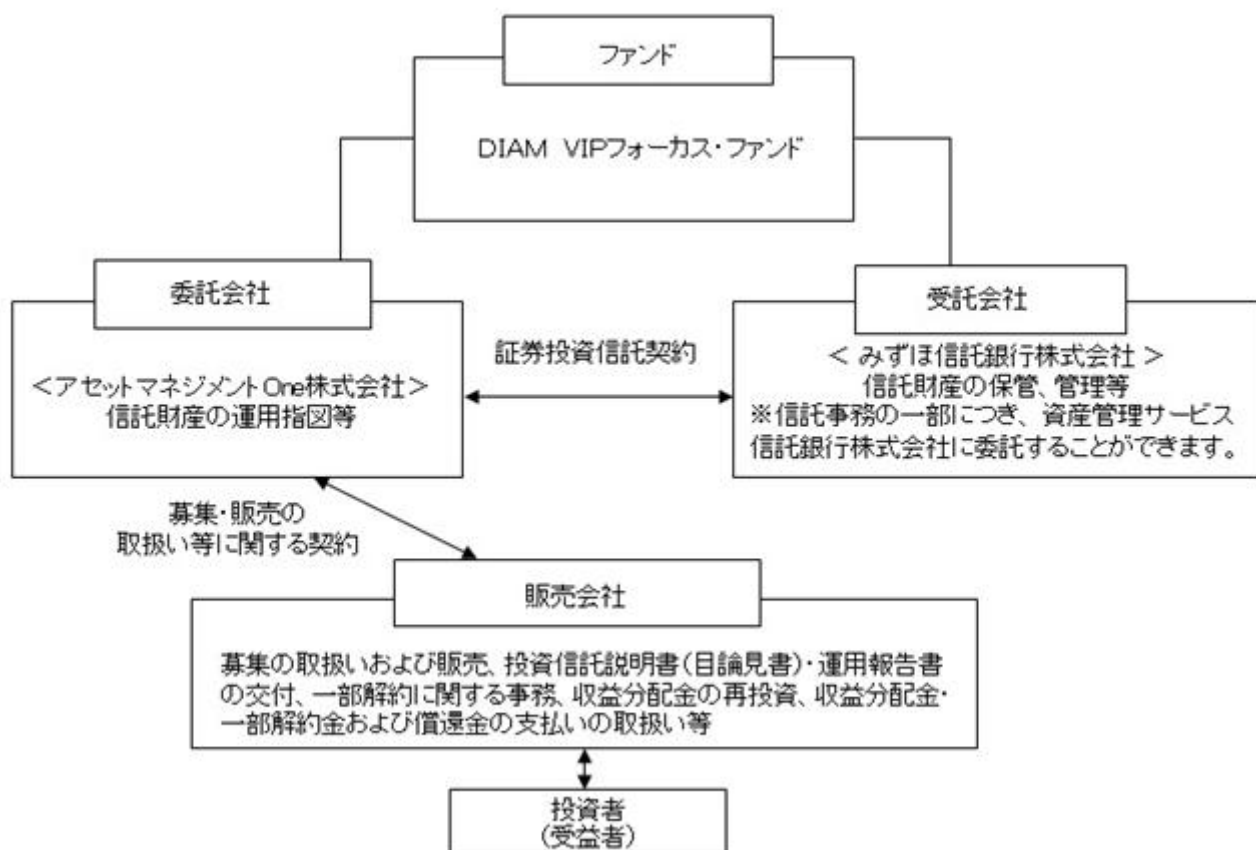 ファンド
DIAM VIPフォーカス・ファンド
委託会社
<アセットマネジメントOne株式会社>
信託財産の運用指図等
証券投資信託契約
受託会社
< みずほ信託銀行株式会社 >
信託財産の保管、管理等
※信託事務の一部につき、資産管理サービス
信託銀行株式会社に委託することができます。
募集・販売の
取扱い等に関する契約
販売会社
募集の取扱いおよび販売、投資信託説明書(目論見書)・運用報告書
の交付、一部解約に関する事務、収益分配金の再投資、収益分配金・
一部解約金および償還金の支払いの取扱い等
投資者
(受益者)